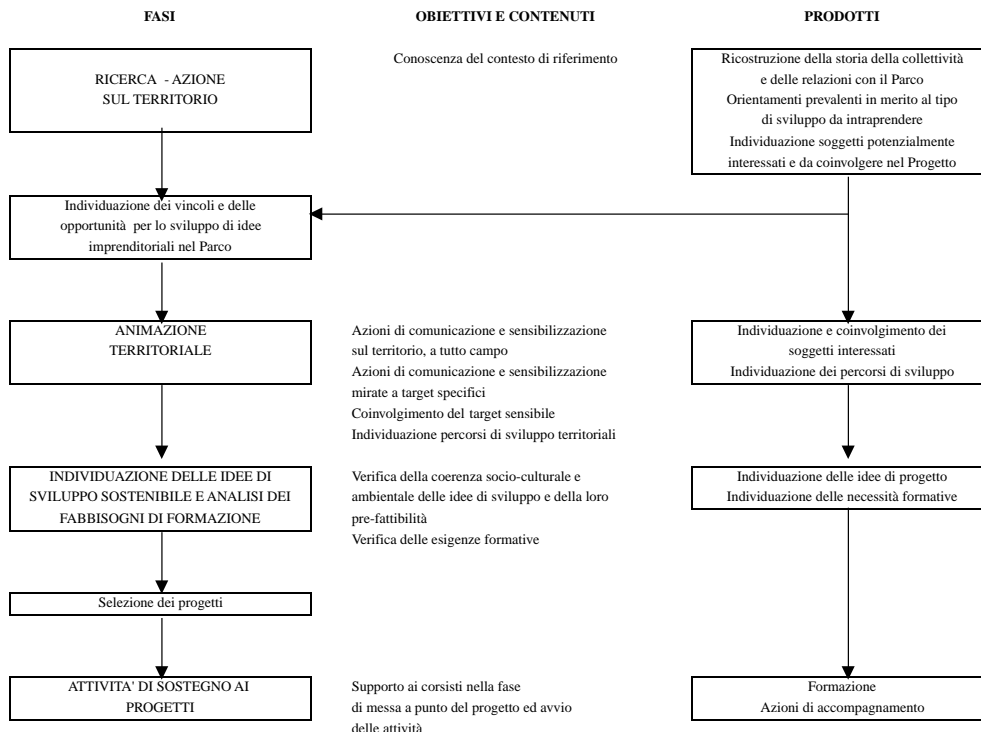 FASI
OBIETTIVI E CONTENUTI
PRODOTTI
RICERCA - AZIONE
SUL TERRITORIO
Conoscenza del contesto di riferimento
Ricostruzione della storia della collettività
e delle relazioni con il Parco
Orientamenti prevalenti in merito al tipo
di sviluppo da intraprendere
Individuazione soggetti potenzialmente
interessati e da coinvolgere nel Progetto
Individuazione dei vincoli e delle
opportunità per lo sviluppo di idee
imprenditoriali nel Parco
ANIMAZIONE
TERRITORIALE
Azioni di comunicazione e sensibilizzazione
sul territorio, a tutto campo
Azioni di comunicazione e sensibilizzazione
mirate a target specifici
Coinvolgimento del target sensibile
Individuazione percorsi di sviluppo territoriali
Individuazione e coinvolgimento dei
soggetti interessati
Individuazione dei percorsi di sviluppo
INDIVIDUAZIONE DELLE IDEE DI
SVILUPPO SOSTENIBILE E ANALISI DEI
FABBISOGNI DI FORMAZIONE
Verifica della coerenza socio-culturale e
ambientale delle idee di sviluppo e della loro
pre-fattibilità
Verifica delle esigenze formative
Individuazione delle idee di progetto
Individuazione delle necessità formative
Selezione dei progetti
ATTIVITA' DI SOSTEGNO AI
PROGETTI
Supporto ai corsisti nella fase
di messa a punto del progetto ed avvio
delle attività
Formazione
Azioni di accompagnamento